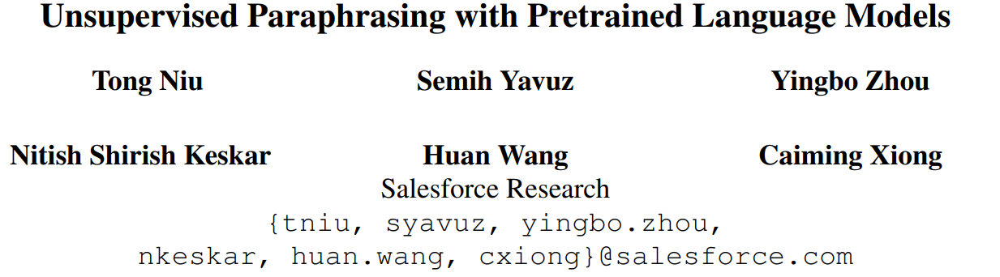 Unsupervised Paraphrasing with Pretrained Language Models
Tong Niu Semih Yavuz Yingbo Zhou
Nitish Shirish Keskar Huan Wang Caiming Xiong
Salesforce Research
{tniu, syavuz, yingbo.zhou,
nkeskar, huan.wang, cxiong}@salesforce.com